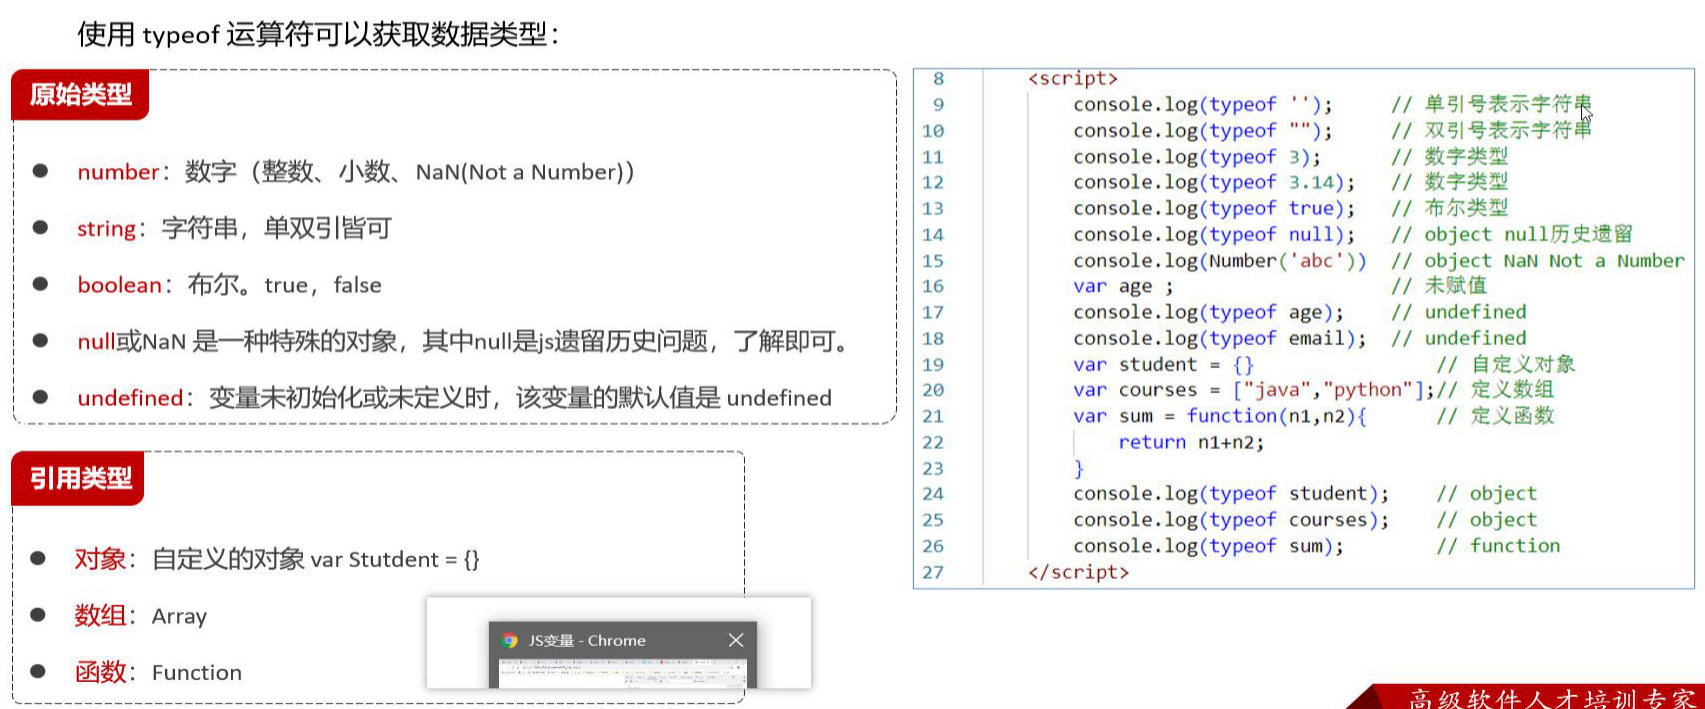 使用 typeof 运算符可以获取数据类型：
原始类型
number：数字（整数、小数、NaN(Not a Number)）
string：字符串，单双引皆可
boolean：布尔。true，false
null或NaN 是一种特殊的对象，其中null是js遗留历史问题，了解即可。
undefined：变量未初始化或未定义时，该变量的默认值是 undefined
引用类型
对象：自定义的对象 var Stutdent = {}
数组：Array
函数：Function
JS变量 - Chrome
8 <script>
9 console.log(typeof ''); // 单引号表示字符串
10 console.log(typeof ""); // 双引号表示字符串
11 console.log(typeof 3); // 数字类型
12 console.log(typeof 3.14); // 数字类型
13 console.log(typeof true); // 布尔类型
14 console.log(typeof null); // object null历史遗留
15 console.log(Number('abc')) // object NaN Not a Number
16 var age ; // 未赋值
17 console.log(typeof age); // undefined
18 console.log(typeof email); // undefined
19 var student = {} // 自定义对象
20 var courses = ["java","python"];// 定义数组
21 var sum = function(n1,n2){ // 定义函数
22 return n1+n2;
23 }
24 console.log(typeof student); // object
25 console.log(typeof courses); // object
26 console.log(typeof sum); // function
27 </script>
高级软件人才培训专家